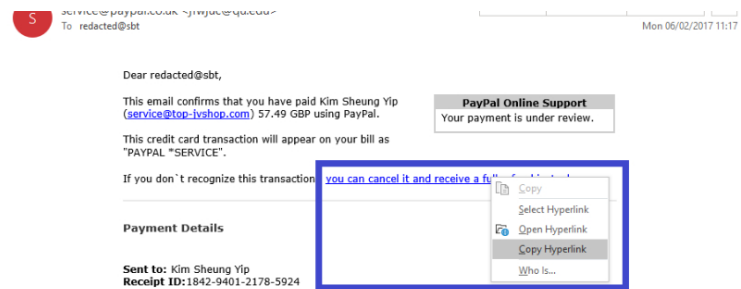 S
service@paypal.co.uk <jrwjuc@qu.edu>
To redacted@sbt
Mon 06/02/2017 11:17
Dear redacted@sbt,
This email confirms that you have paid Kim Sheung Yip
(service@top-jvshop.com) 57.49 GBP using PayPal.
PayPal Online Support
Your payment is under review.
This credit card transaction will appear on your bill as
"PAYPAL *SERVICE".
If you don`t recognize this transaction, you can cancel it and receive a
Copy
Select Hyperlink
Open Hyperlink
Copy Hyperlink
Who Is...
Payment Details
Sent to: Kim Sheung Yip
Receipt ID:1842-9401-2178-5924